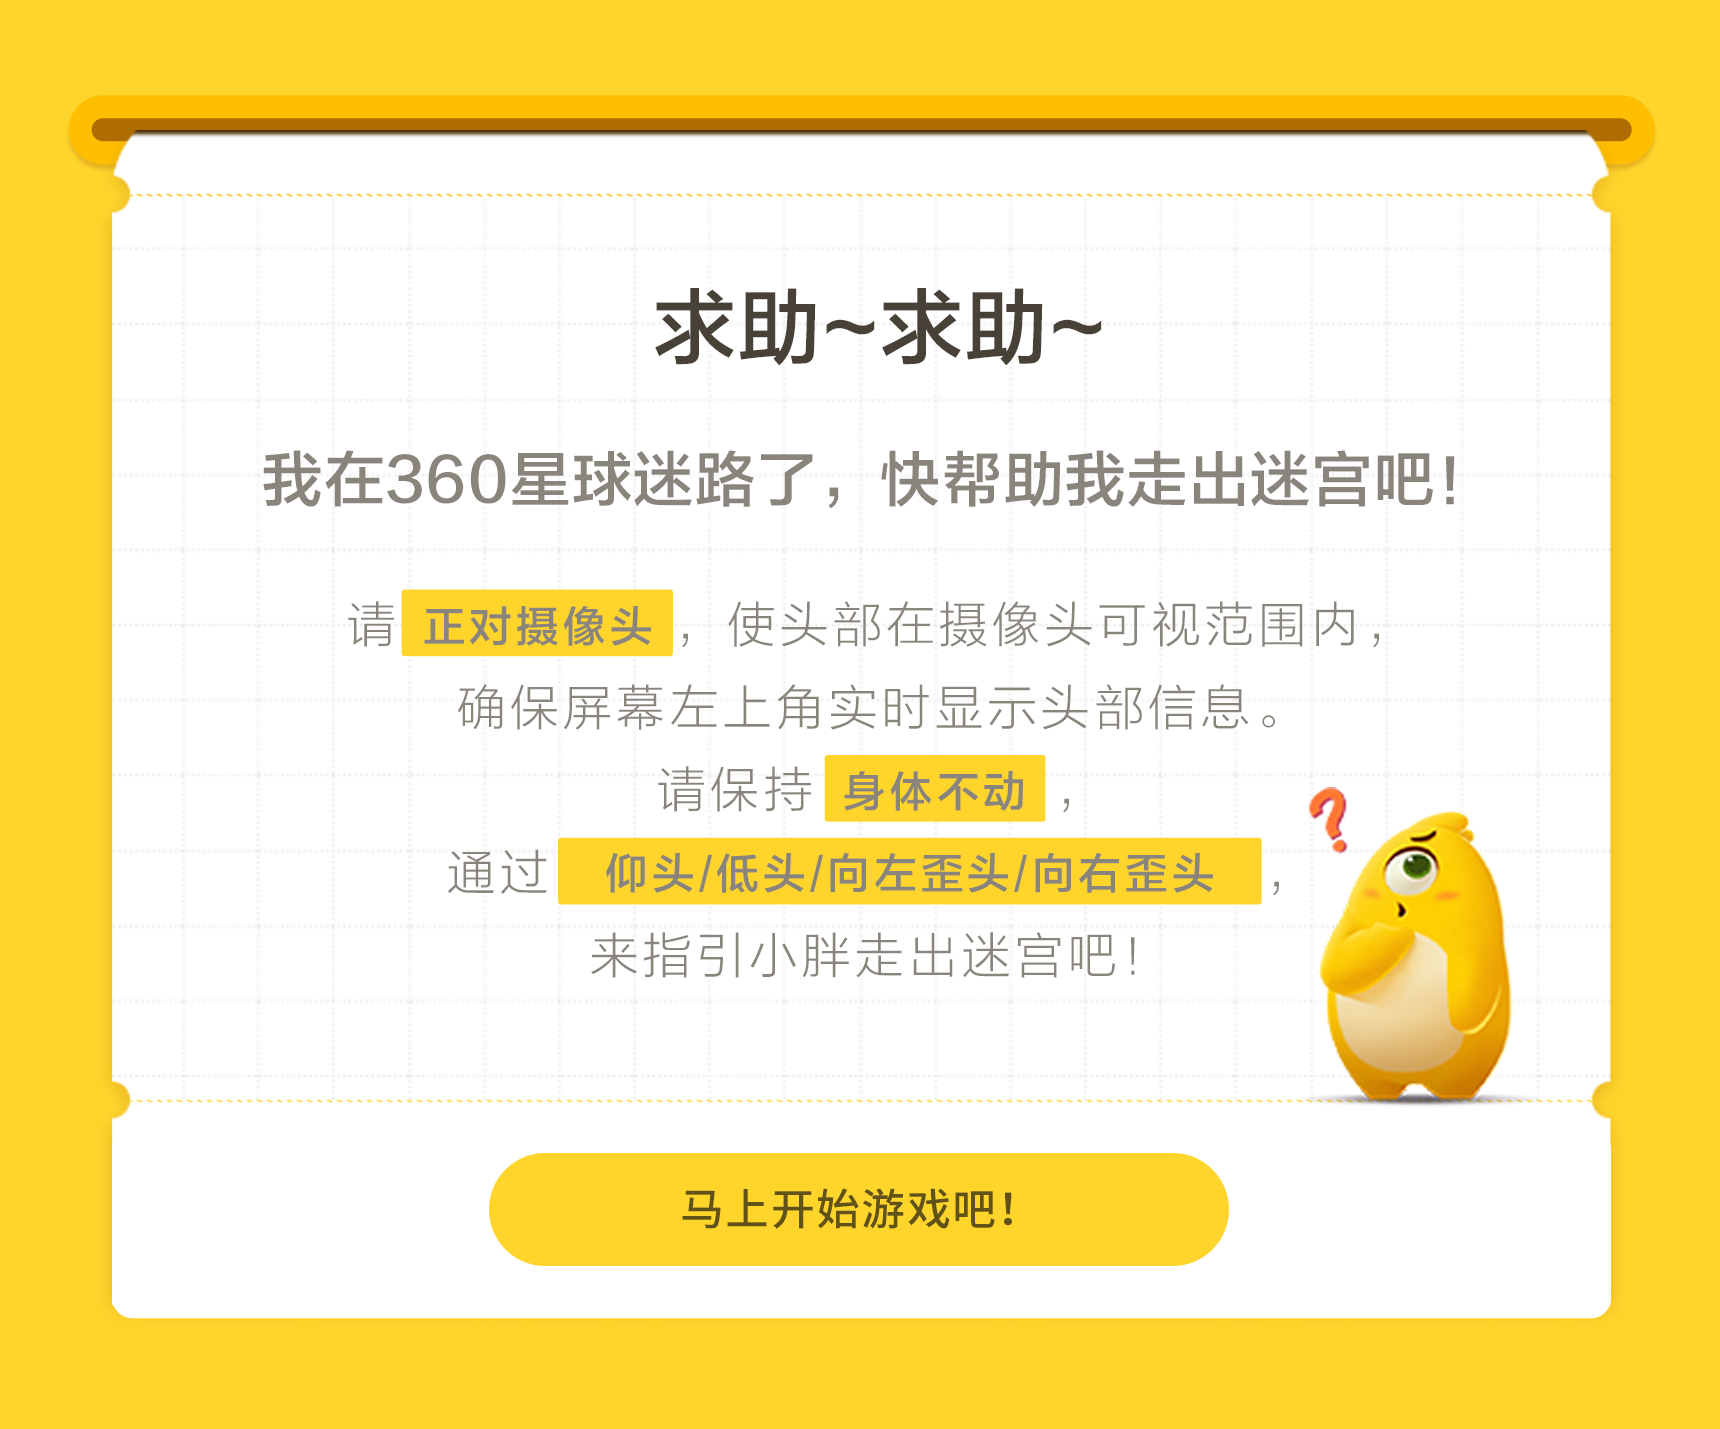 求助~求助~
我在360星球迷路了，快帮助我走出迷宫吧！
请 正对摄像头 ，使头部在摄像头可视范围内，
确保屏幕左上角实时显示头部信息。
请保持 身体不动 ，
通过 仰头/低头/向左歪头/向右歪头 ，
来指引小胖走出迷宫吧！
?
马上开始游戏吧！